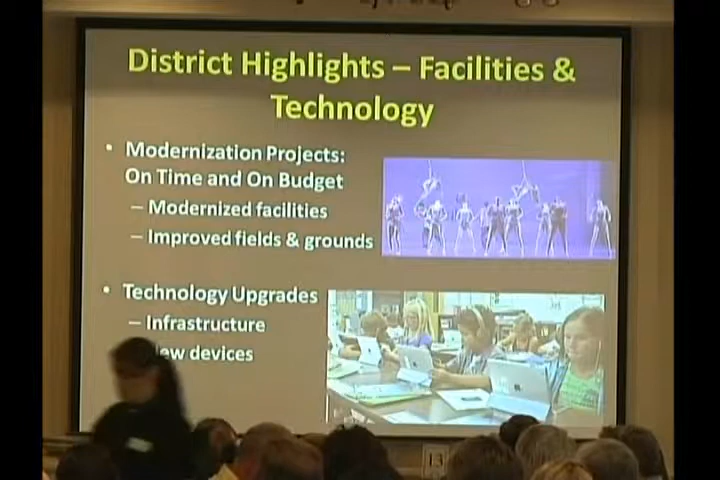 District Highlights – Facilities &
Technology
• Modernization Projects:
On Time and On Budget
– Modernized facilities
– Improved fields & grounds
• Technology Upgrades
– Infrastructure
ew devices
13